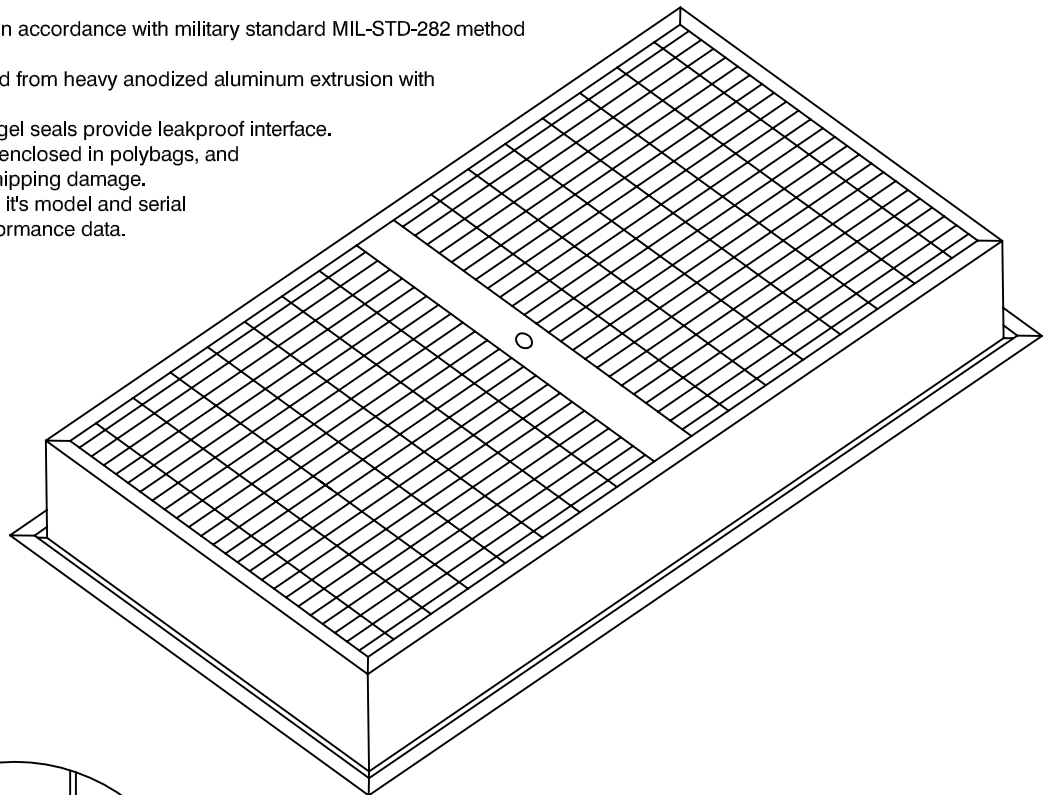 n accordance with military standard MIL-STD-282 method
d from heavy anodized aluminum extrusion with
gel seals provide leakproof interface.
enclosed in polybags, and
hipping damage.
it's model and serial
ormance data.